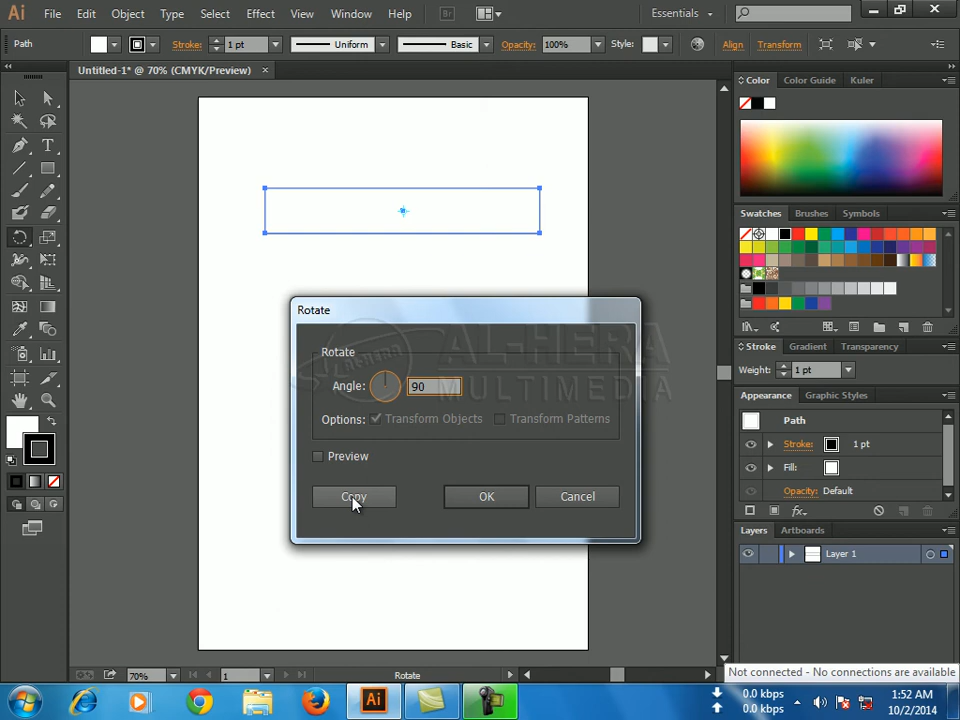 Ai File Edit Object Type Select Effect View Window Help Br Essentials
Path Stroke: 1 pt Uniform Basic Opacity: 100% Style: Align Transform
Untitled-1* @ 70% (CMYK/Preview) ×
Color Color Guide Kuler
Swatches Brushes Symbols
Rotate
AL-HERA
MULTIMEDIA
Rotate
Angle: 90
Options: Transform Objects Transform Patterns
Preview
Copy OK Cancel
Stroke Gradient Transparency
Weight: 1 pt
Appearance Graphic Styles
Path
Stroke: 1 pt
Fill:
Opacity: Default
fx
Layers Artboards
Layer 1
70% 1 Rotate
Not connected - No connections are available
Ai
0.0 kbps
0.0 kbps
1:52 AM
10/2/2014